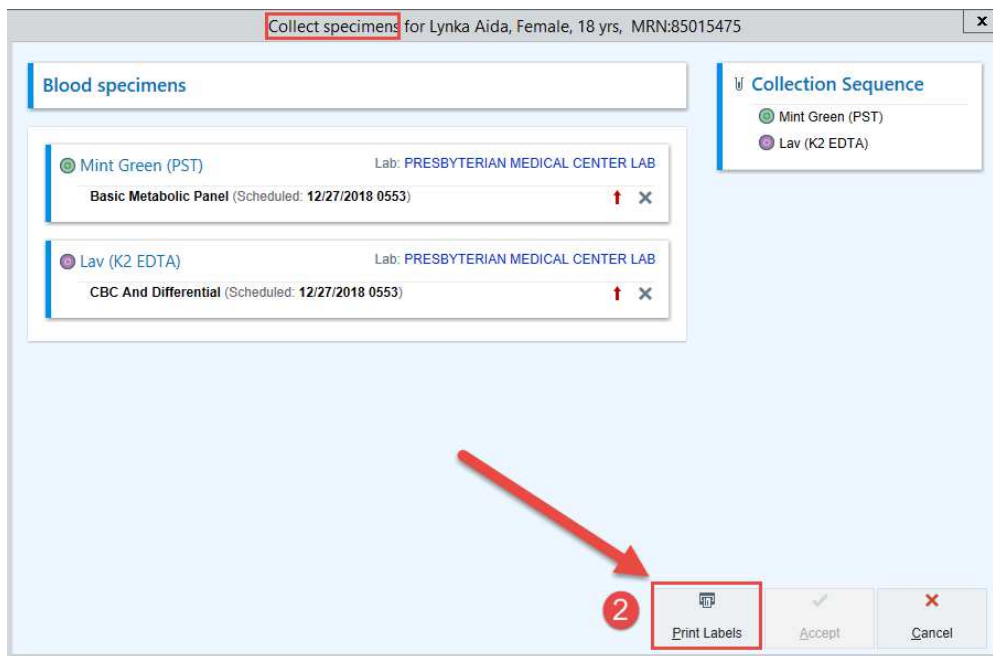 Collect specimens for Lynka Aida, Female, 18 yrs, MRN:85015475
x
Blood specimens
Collection Sequence
Mint Green (PST)
Lav (K2 EDTA)
Mint Green (PST) Lab: PRESBYTERIAN MEDICAL CENTER LAB
Basic Metabolic Panel (Scheduled: 12/27/2018 0553)
Lav (K2 EDTA) Lab: PRESBYTERIAN MEDICAL CENTER LAB
CBC And Differential (Scheduled: 12/27/2018 0553)
2
Print Labels
Accept
Cancel